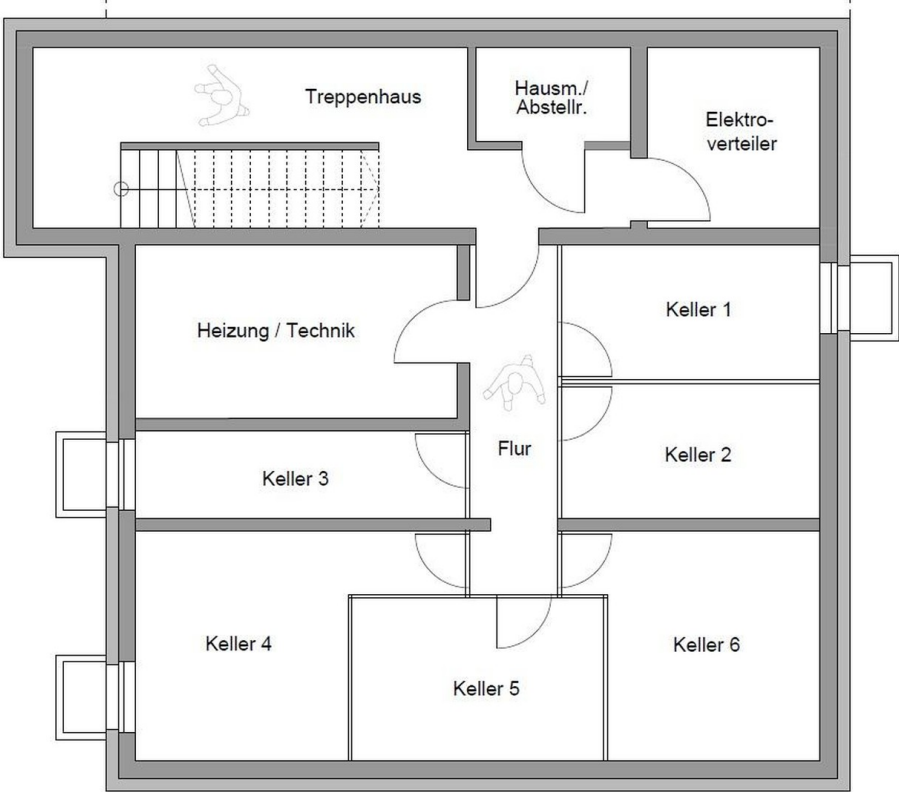 Treppenhaus
Hausm./
Abstellr.
Elektro-
verteiler
Heizung / Technik
Keller 1
Flur
Keller 2
Keller 3
Keller 4
Keller 5
Keller 6